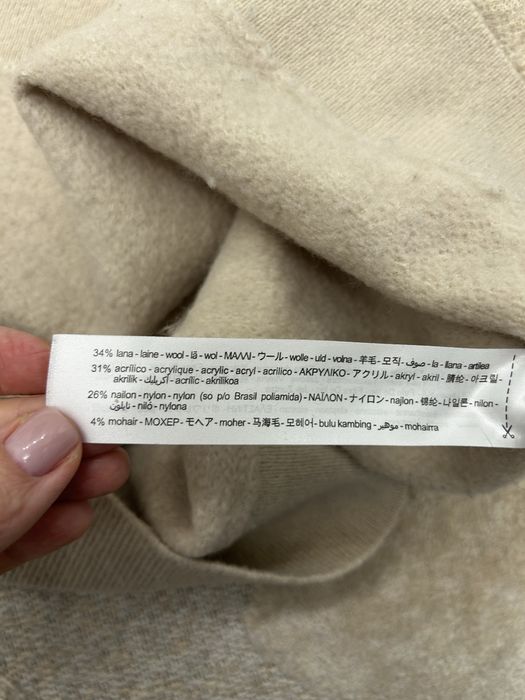 34% lana - laine - wool - lã - wol - ΜΑΛΛΙ - ウール - wolle - uld - volna - 羊毛 - 모직 - صوف - la - llana - artilea
31% acrílico - acrylique - acrylic - acryl - acrilico - ΑΚΡΥΛΙΚΟ - アクリル - akryl - akril - 腈纶 - 아크릴 -
akrilik - أكريليك - acrílic - akrilikoa
26% nailon - nylon - nylon (so p/o Brasil poliamida) - ΝΑΪΛΟΝ - ナイロン - najlon - 锦纶 - 나일론 - nilon -
نايلون - niló - nylona
4% mohair - ΜΟΧΕΡ - モヘア - moher - 马海毛 - 모헤어 - bulu kambing - موهير - mohairra